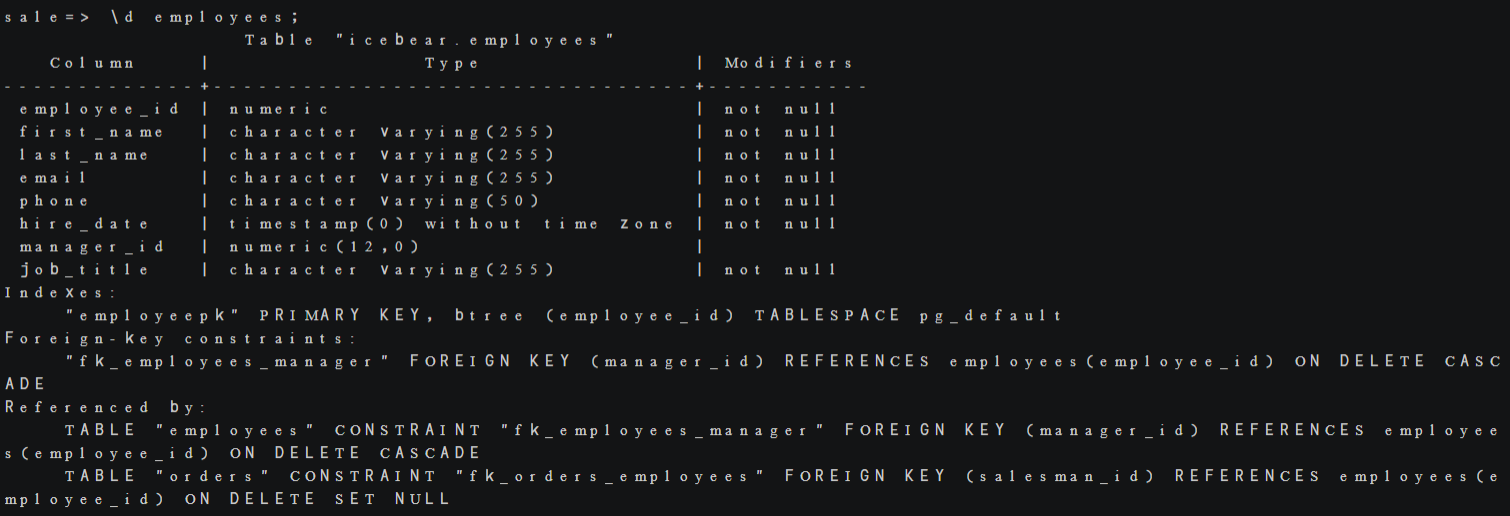 sale=> \d employees;
                Table "icebear.employees"
   Column    |              Type              | Modifiers
-------------+--------------------------------+-----------
 employee_id | numeric                        | not null
 first_name  | character varying(255)         | not null
 last_name   | character varying(255)         | not null
 email       | character varying(255)         | not null
 phone       | character varying(50)          | not null
 hire_date   | timestamp(0) without time zone | not null
 manager_id  | numeric(12,0)                  |
 job_title   | character varying(255)         | not null
Indexes:
    "employeepk" PRIMARY KEY, btree (employee_id) TABLESPACE pg_default
Foreign-key constraints:
    "fk_employees_manager" FOREIGN KEY (manager_id) REFERENCES employees(employee_id) ON DELETE CASC
ADE
Referenced by:
    TABLE "employees" CONSTRAINT "fk_employees_manager" FOREIGN KEY (manager_id) REFERENCES employee
s(employee_id) ON DELETE CASCADE
    TABLE "orders" CONSTRAINT "fk_orders_employees" FOREIGN KEY (salesman_id) REFERENCES employees(e
mployee_id) ON DELETE SET NULL